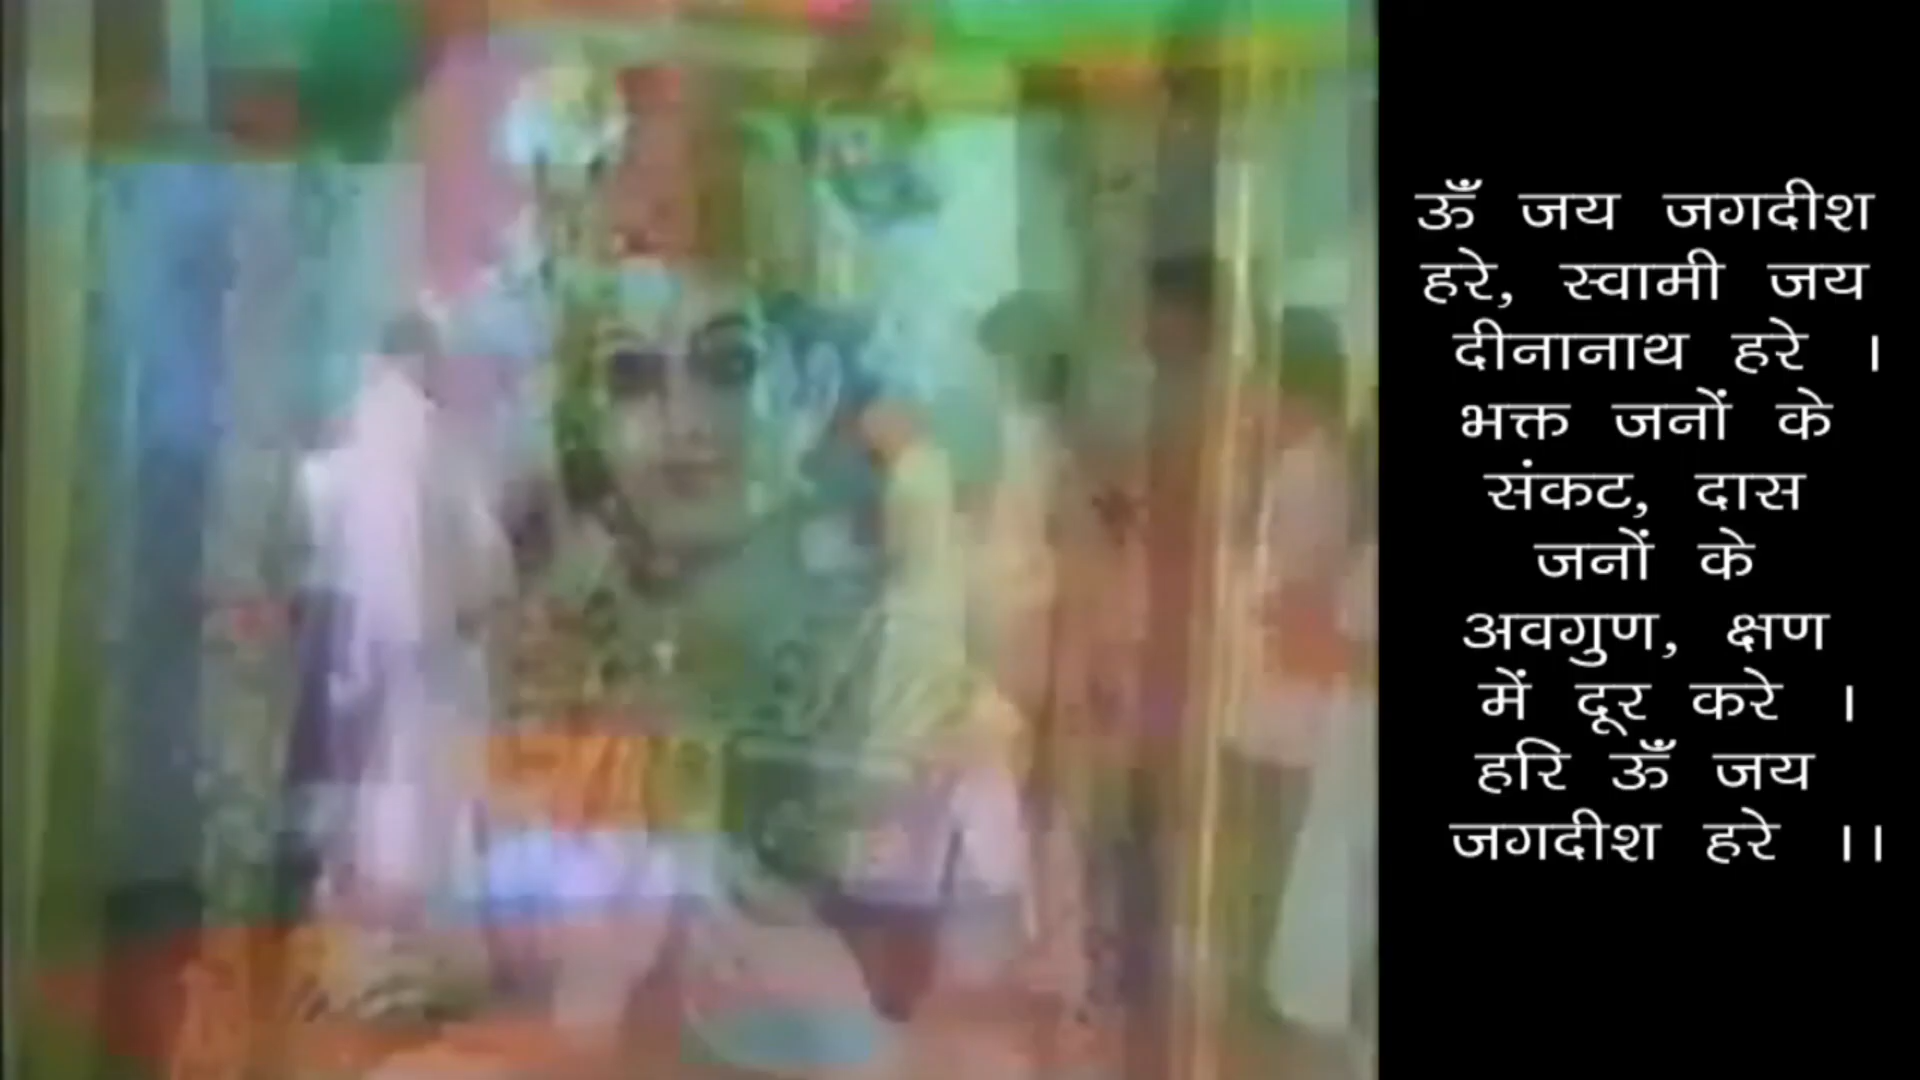 ऊँ जय जगदीश
हरे, स्वामी जय
दीनानाथ हरे ।
भक्त जनों के
संकट, दास
जनों के
अवगुण, क्षण
में दूर करे ।
हरि ऊँ जय
जगदीश हरे ।।